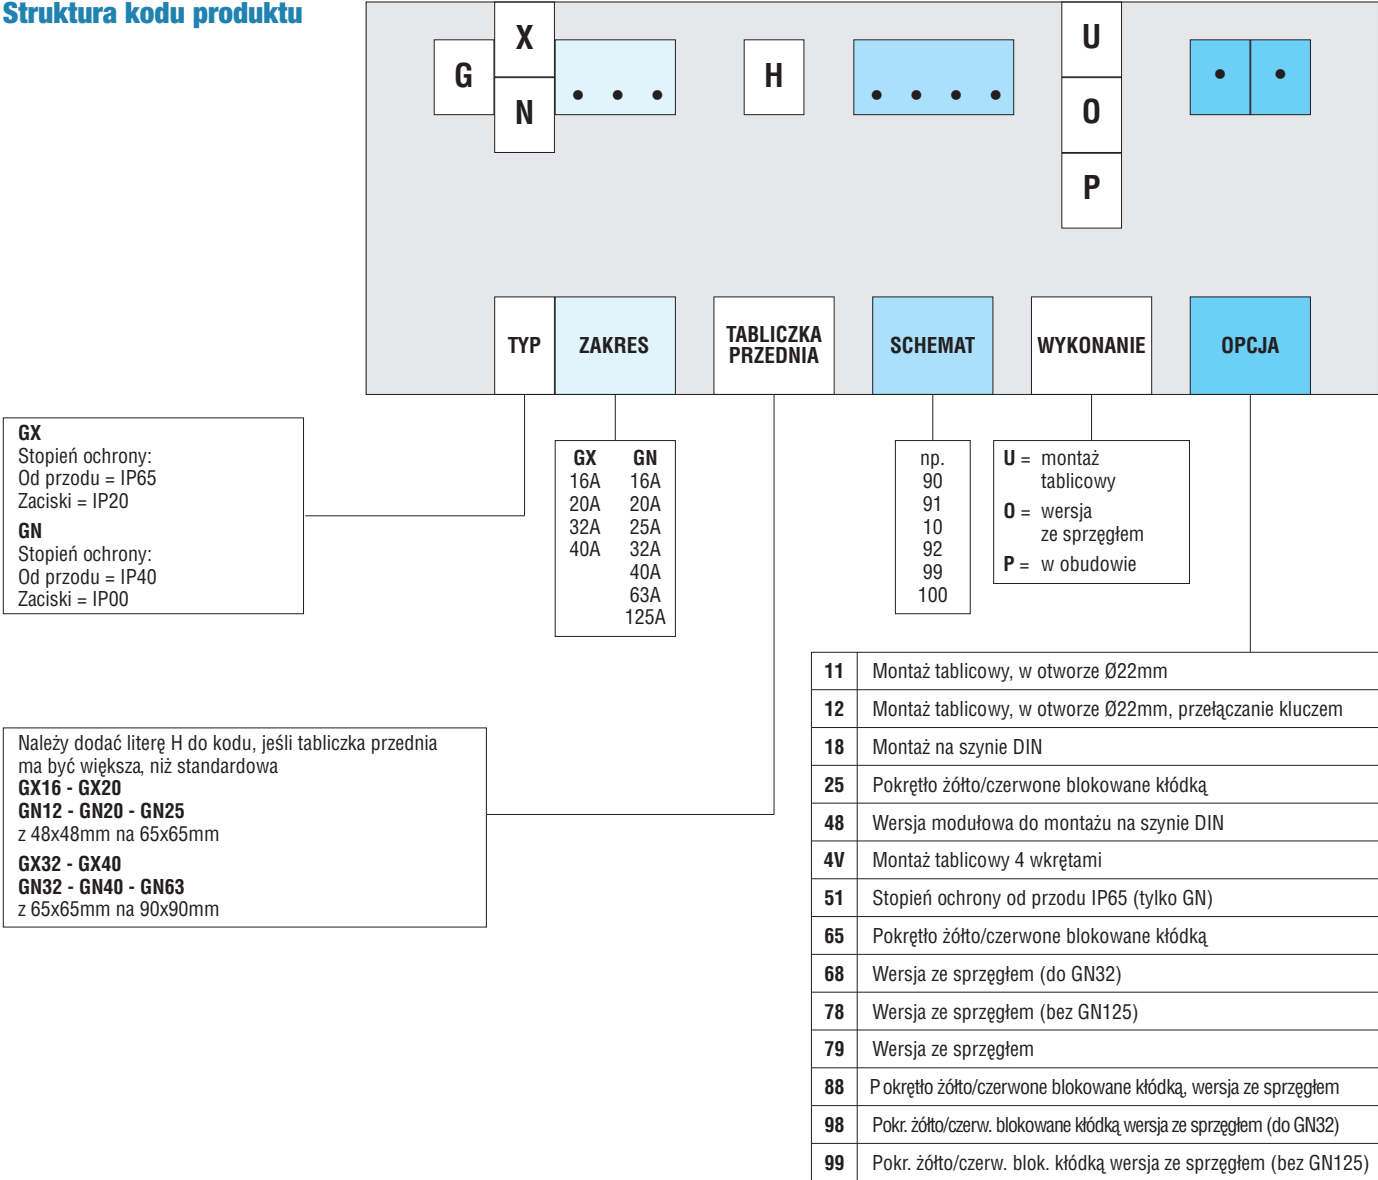 Struktura kodu produktu
G
X
N
• • •
H
• • • •
U
O
P
• •
TYP
ZAKRES
TABLICZKA
PRZEDNIA
SCHEMAT
WYKONANIE
OPCJA
GX
Stopień ochrony:
Od przodu = IP65
Zaciski = IP20
GN
Stopień ochrony:
Od przodu = IP40
Zaciski = IP00
GX GN
16A 16A
20A 20A
32A 25A
40A 32A
40A
63A
125A
np.
90
91
10
92
99
100
U = montaż
tablicowy
O = wersja
ze sprzęgłem
P = w obudowie
Należy dodać literę H do kodu, jeśli tabliczka przednia
ma być większa, niż standardowa
GX16 - GX20
GN12 - GN20 - GN25
z 48x48mm na 65x65mm
GX32 - GX40
GN32 - GN40 - GN63
z 65x65mm na 90x90mm
11 Montaż tablicowy, w otworze Ø22mm
12 Montaż tablicowy, w otworze Ø22mm, przełączanie kluczem
18 Montaż na szynie DIN
25 Pokrętło żółto/czerwone blokowane kłódką
48 Wersja modułowa do montażu na szynie DIN
4V Montaż tablicowy 4 wkrętami
51 Stopień ochrony od przodu IP65 (tylko GN)
65 Pokrętło żółto/czerwone blokowane kłódką
68 Wersja ze sprzęgłem (do GN32)
78 Wersja ze sprzęgłem (bez GN125)
79 Wersja ze sprzęgłem
88 P okrętło żółto/czerwone blokowane kłódką, wersja ze sprzęgłem
98 Pokr. żółto/czerw. blokowane kłódką wersja ze sprzęgłem (do GN32)
99 Pokr. żółto/czerw. blok. kłódką wersja ze sprzęgłem (bez GN125)